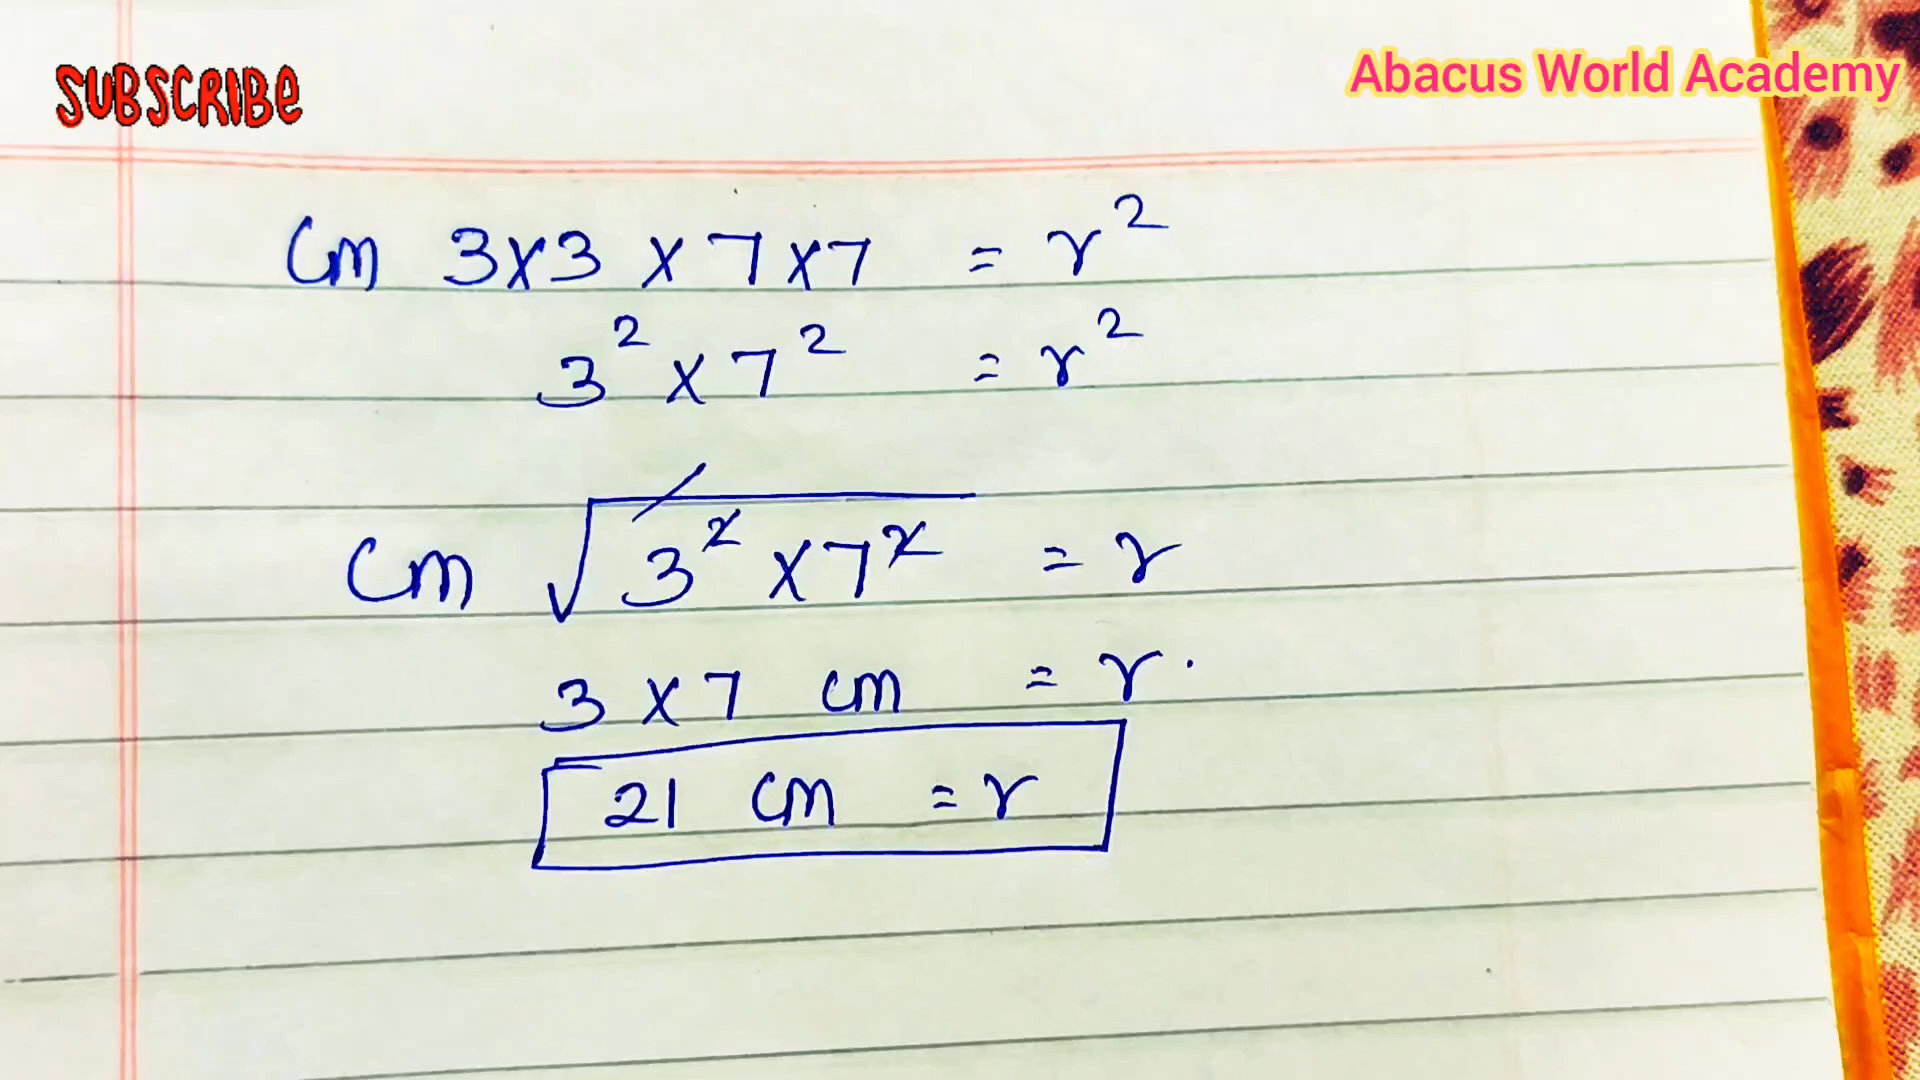 SUBSCRIBE
Abacus World Academy
Cm 3x3 x 7x7 = r²
3² x 7² = r²
Cm √3² x 7² = r
3 x 7 cm = r.
21 cm = r